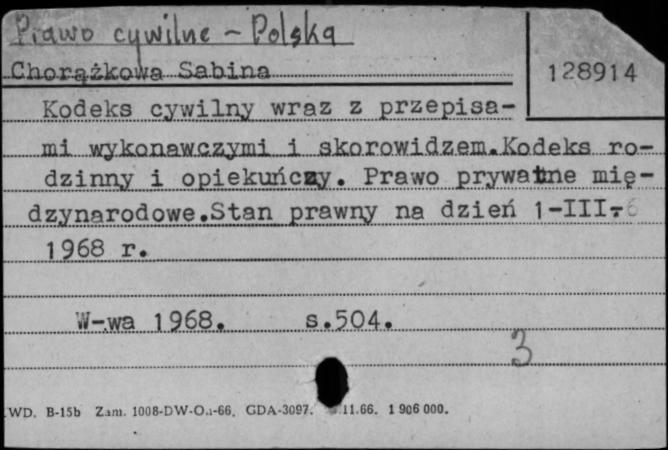 Prawo cywilne - Polska
Chorążkowa Sabina
128914
Kodeks cywilny wraz z przepisa-
mi wykonawczymi i skorowidzem.Kodeks ro-
dzinny i opiekuńczy. Prawo prywatne mię-
dzynarodowe.Stan prawny na dzień 1-III-
1968 r.
W-wa 1968. s.504.
3
WD. B-15b Zam. 1008-DW-O.i-66. GDA-3097. 11.66. 1 906 000.